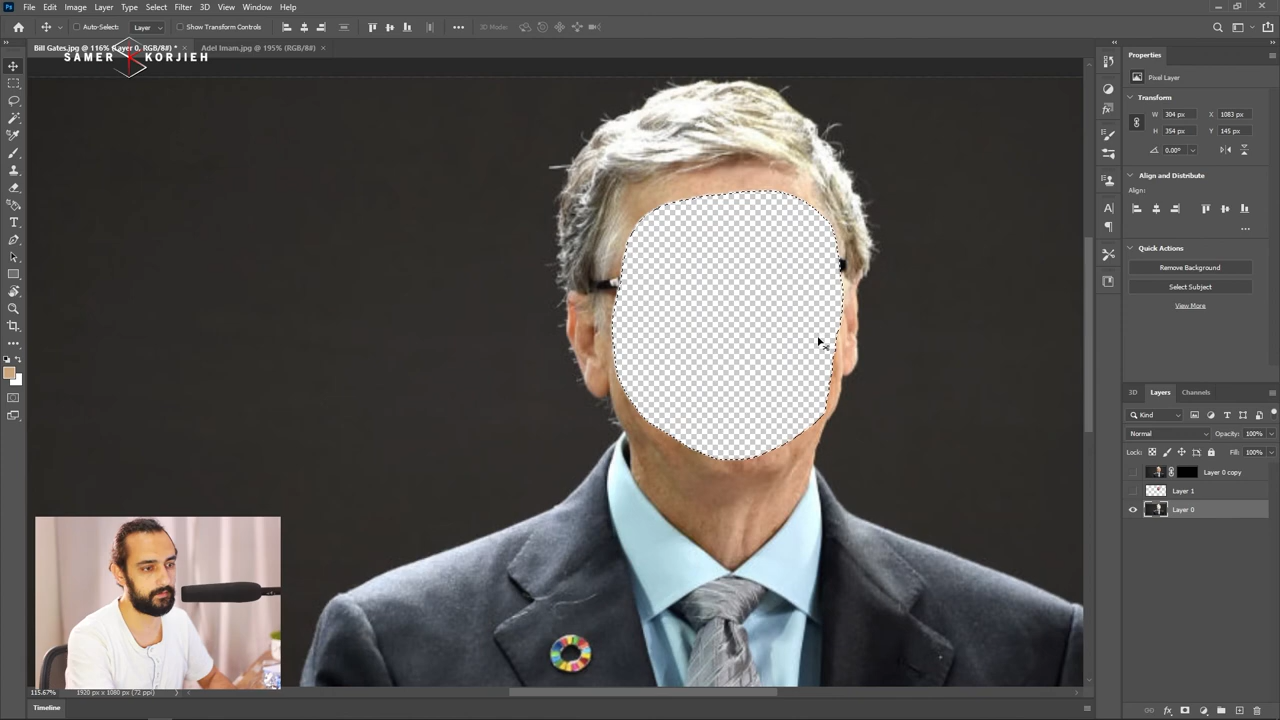 Ps File Edit Image Layer Type Select Filter 3D View Window Help
Auto-Select: Layer Show Transform Controls 3D Mode:
Bill Gates.jpg @ 116% (Layer 0, RGB/8#) * × Adel Imam.jpg @ 195% (RGB/8#) ×
SAMER KORJIEH
Properties
Pixel Layer
Transform
W 304 px X 1083 px
H 354 px Y 145 px
0.00°
Align and Distribute
Align:
Quick Actions
Remove Background
Select Subject
View More
3D Layers Channels
Kind
Normal Opacity: 100%
Lock: Fill: 100%
Layer 0 copy
Layer 1
Layer 0
115.67% 1920 px x 1080 px (72 ppi)
Timeline